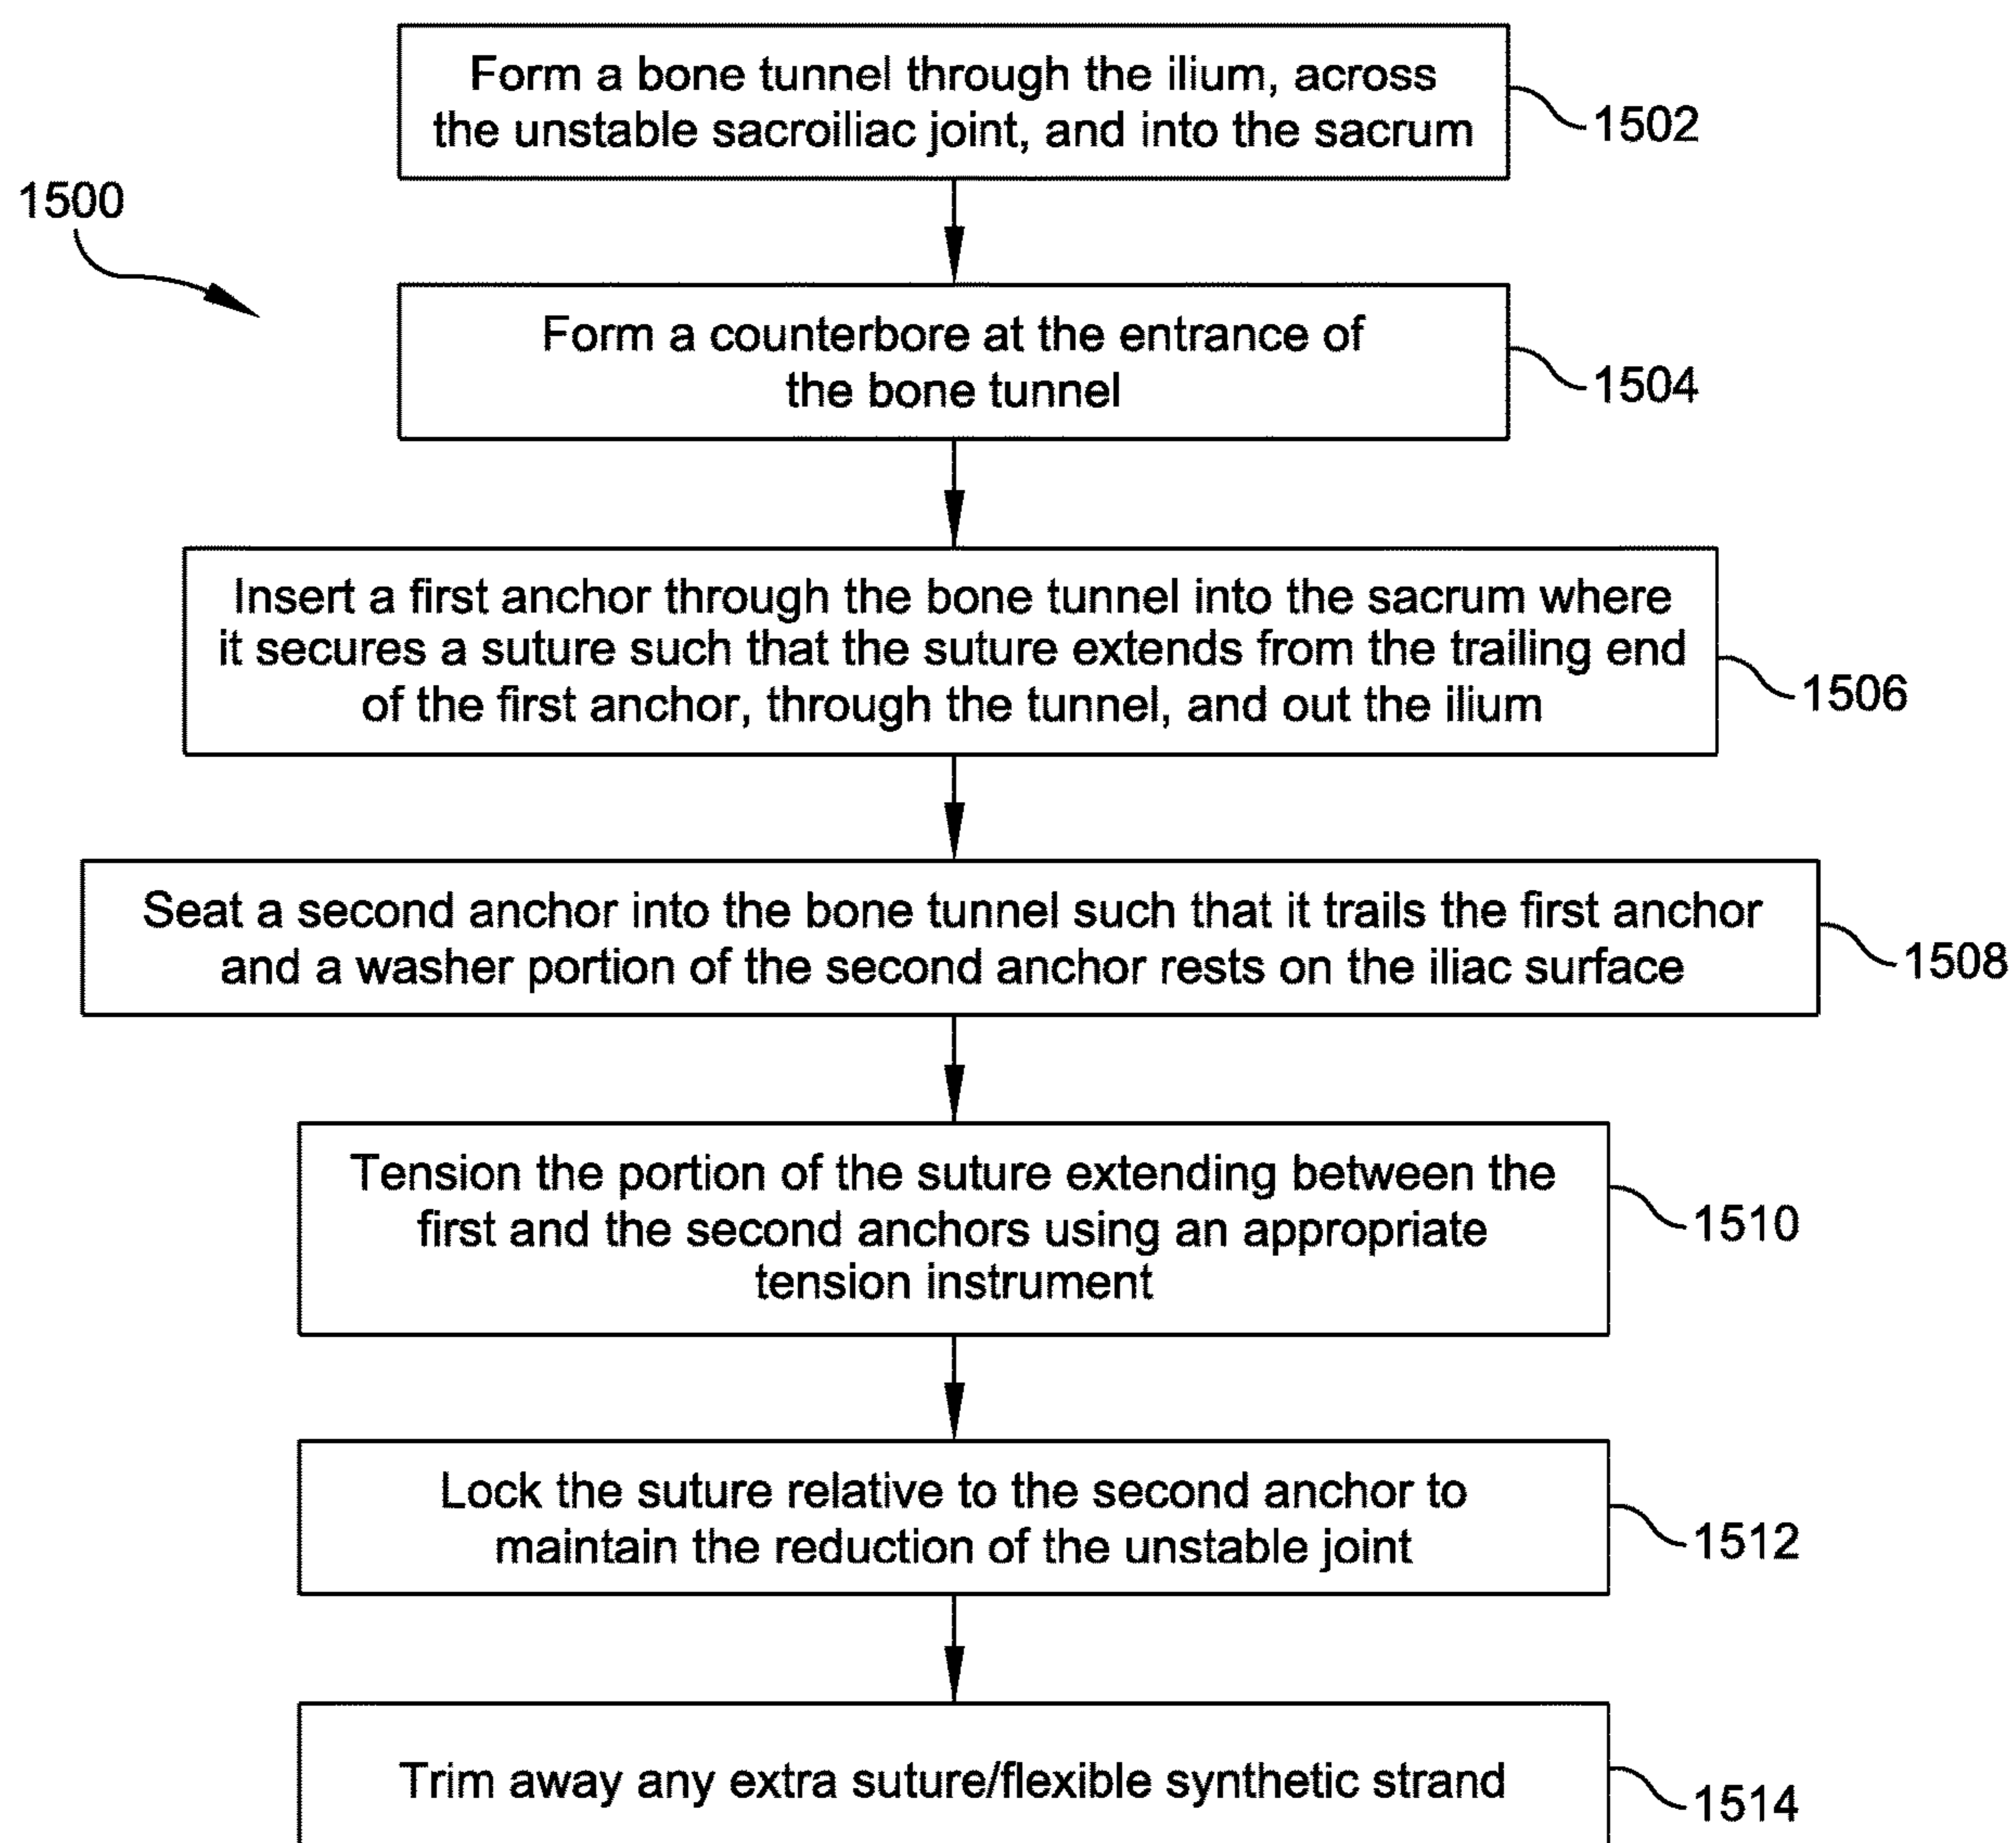 Form a bone tunnel through the ilium, across
the unstable sacroiliac joint, and into the sacrum
1502
1500
Form a counterbore at the entrance of
the bone tunnel
1504
Insert a first anchor through the bone tunnel into the sacrum where
it secures a suture such that the suture extends from the trailing end
of the first anchor, through the tunnel, and out the ilium
1506
Seat a second anchor into the bone tunnel such that it trails the first anchor
and a washer portion of the second anchor rests on the iliac surface
1508
Tension the portion of the suture extending between the
first and the second anchors using an appropriate
tension instrument
1510
Lock the suture relative to the second anchor to
maintain the reduction of the unstable joint
1512
Trim away any extra suture/flexible synthetic strand
1514